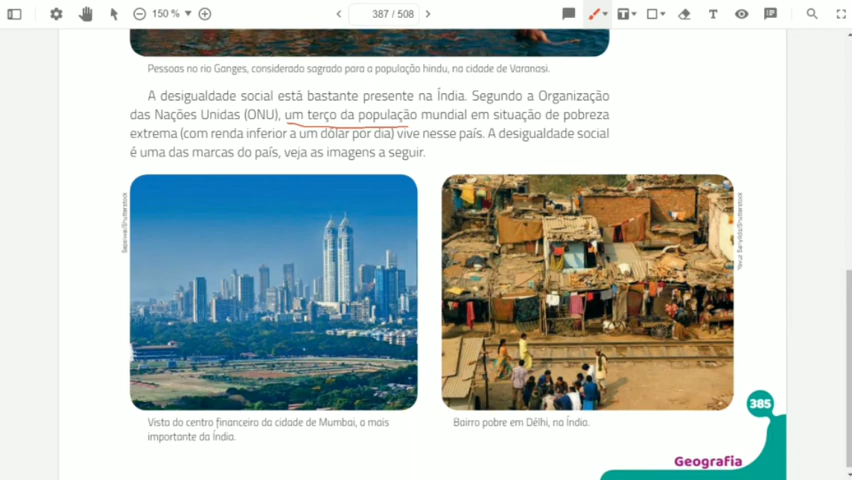 150 %
387 / 508
Pessoas no rio Ganges, considerado sagrado para a população hindu, na cidade de Varanasi.
A desigualdade social está bastante presente na Índia. Segundo a Organização
das Nações Unidas (ONU), um terço da população mundial em situação de pobreza
extrema (com renda inferior a um dólar por dia) vive nesse país. A desigualdade social
é uma das marcas do país, veja as imagens a seguir.
Vista do centro financeiro da cidade de Mumbai, a mais
importante da Índia.
Bairro pobre em Délhi, na Índia.
385
Geografia